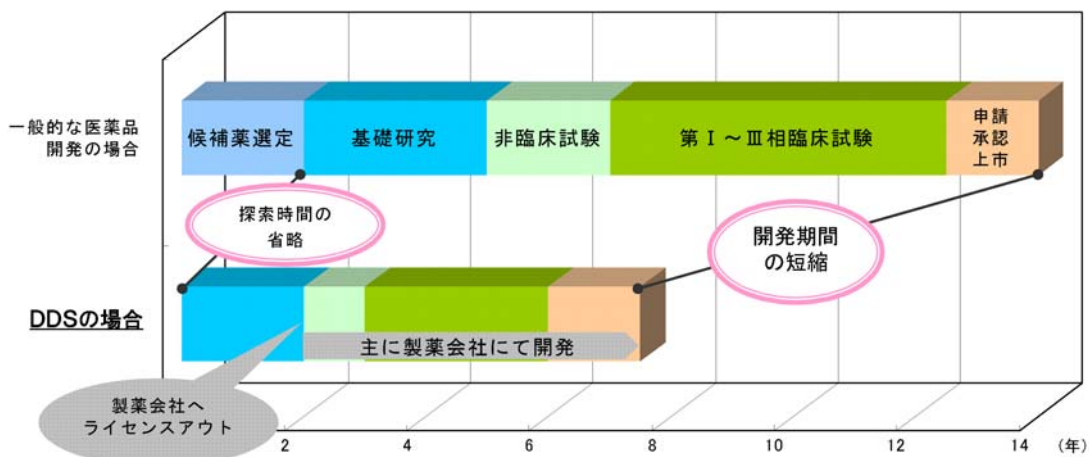 一般的な医薬品
開発の場合
候補薬選定
基礎研究
非臨床試験
第Ⅰ～Ⅲ相臨床試験
申請
承認
上市
探索時間の
省略
開発期間
の短縮
DDSの場合
主に製薬会社にて開発
製薬会社へ
ライセンスアウト
2 4 6 8 10 12 14 (年)